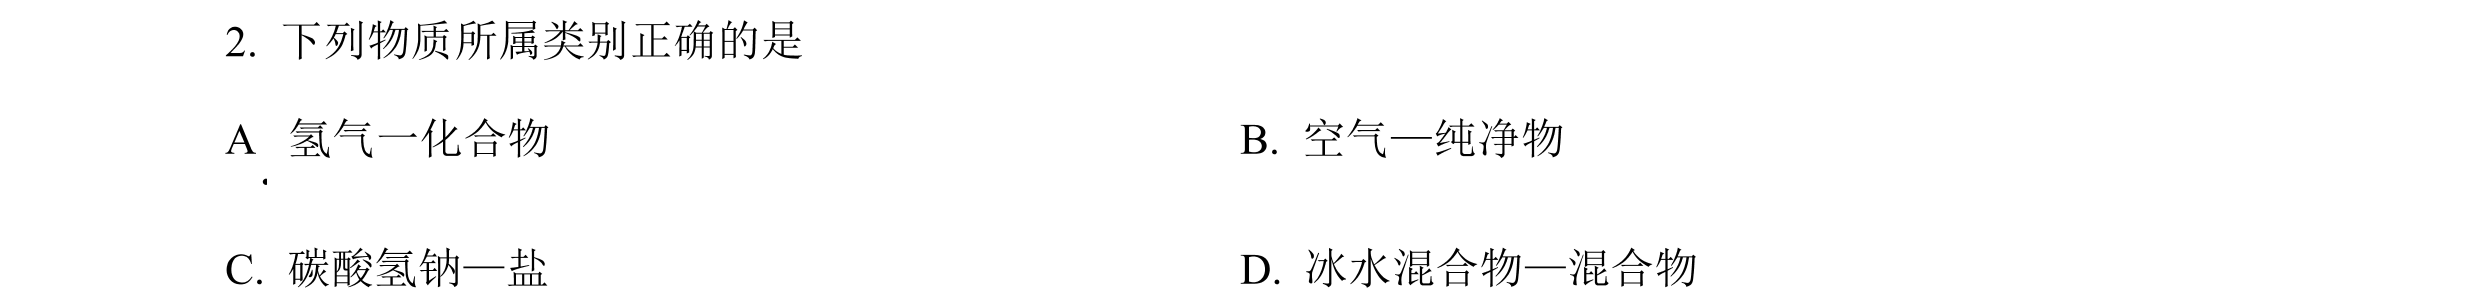 2. 下列物质所属类别正确的是
A 氢气一化合物 B. 空气—纯净物
.
C. 碳酸氢钠—盐 D. 冰水混合物—混合物